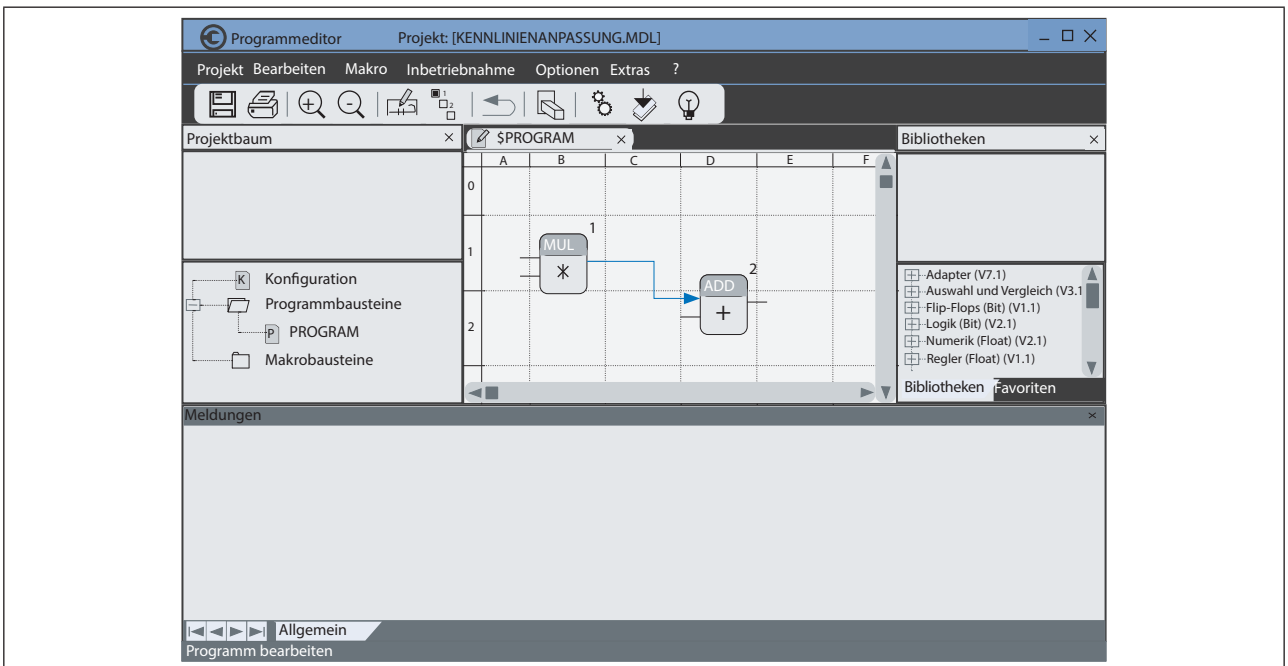 Programmeditor Projekt: [KENNLINIENANPASSUNG.MDL]
Projekt Bearbeiten Makro Inbetriebnahme Optionen Extras ?
1
2
Projektbaum
$PROGRAM
Bibliotheken
A B C D E F
0
1
2
1
MUL
*
2
ADD
+
K Konfiguration
Programmbausteine
P PROGRAM
Makrobausteine
Adapter (V7.1)
Auswahl und Vergleich (V3.1
Flip-Flops (Bit) (V1.1)
Logik (Bit) (V2.1)
Numerik (Float) (V2.1)
Regler (Float) (V1.1)
Bibliotheken Favoriten
Meldungen
Allgemein
Programm bearbeiten